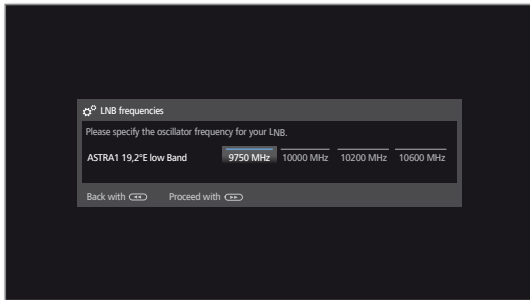 LNB frequencies
Please specify the oscillator frequency for your LNB.
ASTRA1 19,2°E low Band 9750 MHz 10000 MHz 10200 MHz 10600 MHz
Back with ◀◀ Proceed with ▶▶